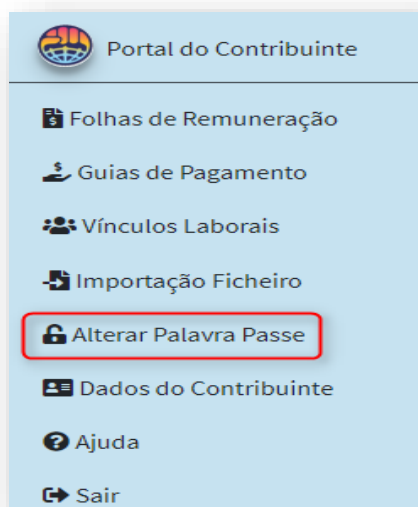 Portal do Contribuinte
Folhas de Remuneração
Guias de Pagamento
Vínculos Laborais
Importação Ficheiro
Alterar Palavra Passe
Dados do Contribuinte
Ajuda
Sair